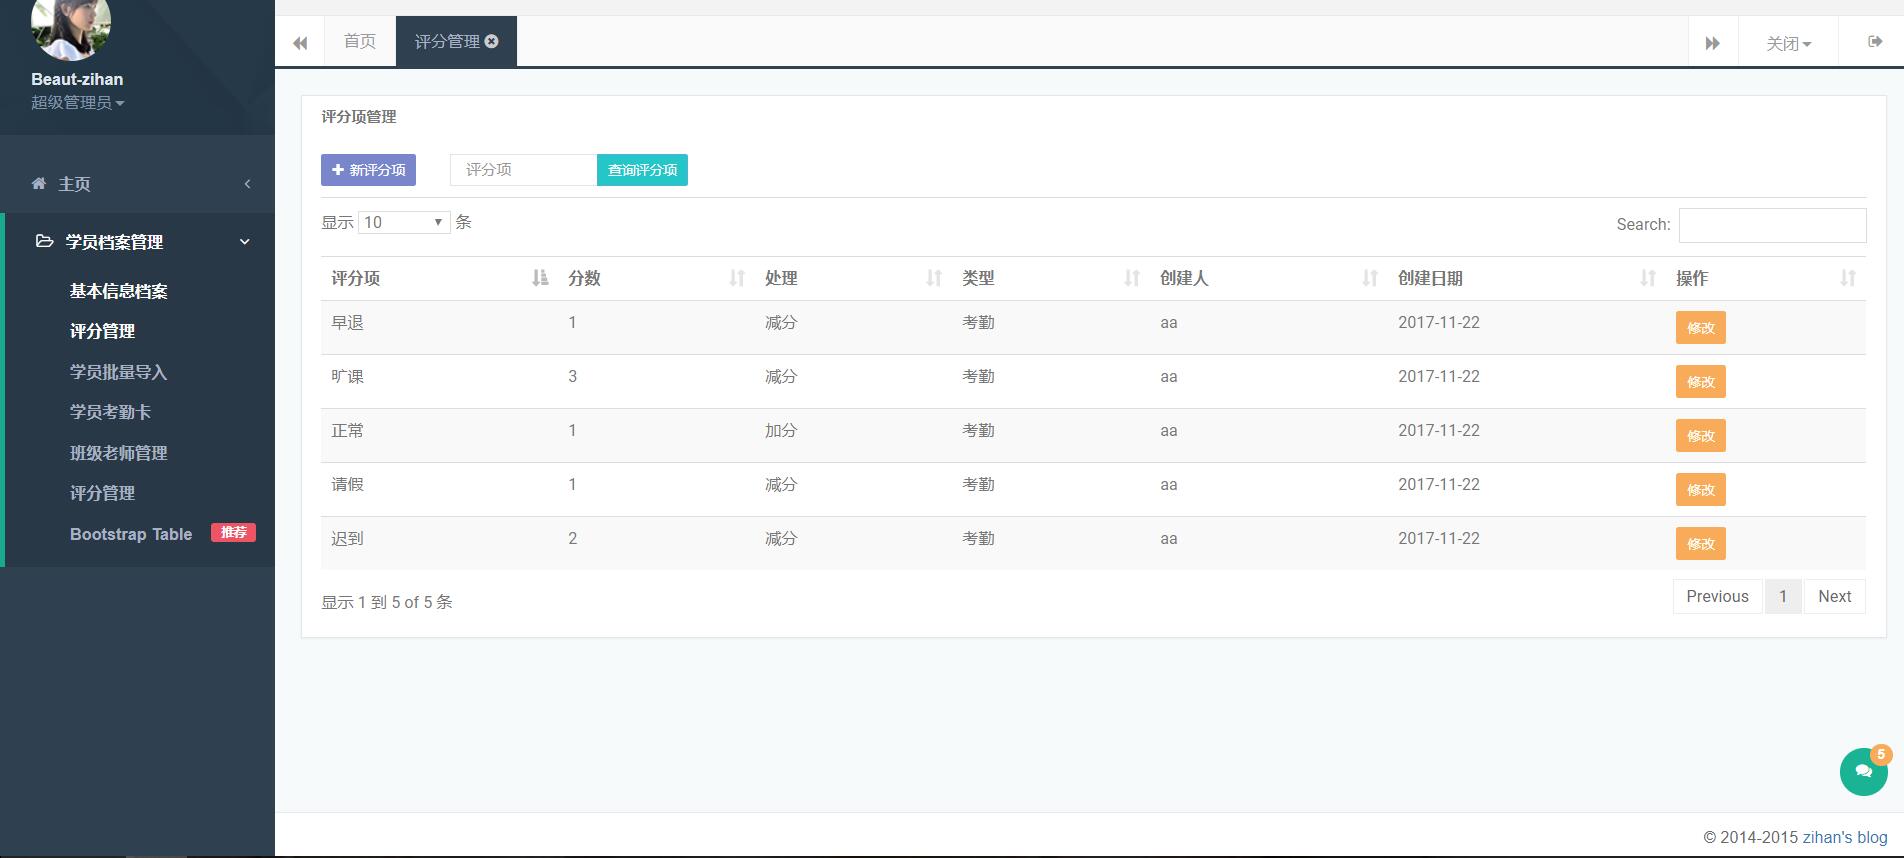 Beaut-zihan
超级管理员
主页
学员档案管理
基本信息档案
评分管理
学员批量导入
学员考勤卡
班级老师管理
评分管理
Bootstrap Table 推荐
首页 评分管理 关闭
评分项管理
新评分项 评分项 查询评分项
显示 10 条 Search:
评分项 分数 处理 类型 创建人 创建日期 操作
早退 1 减分 考勤 aa 2017-11-22 修改
旷课 3 减分 考勤 aa 2017-11-22 修改
正常 1 加分 考勤 aa 2017-11-22 修改
请假 1 减分 考勤 aa 2017-11-22 修改
迟到 2 减分 考勤 aa 2017-11-22 修改
显示 1 到 5 of 5 条 Previous 1 Next
5
© 2014-2015 zihan's blog